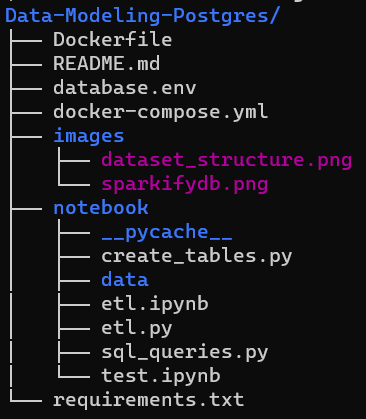 Data-Modeling-Postgres/
├── Dockerfile
├── README.md
├── database.env
├── docker-compose.yml
├── images
│   ├── dataset_structure.png
│   └── sparkifydb.png
├── notebook
│   ├── __pycache__
│   ├── create_tables.py
│   ├── data
│   ├── etl.ipynb
│   ├── etl.py
│   ├── sql_queries.py
│   └── test.ipynb
└── requirements.txt